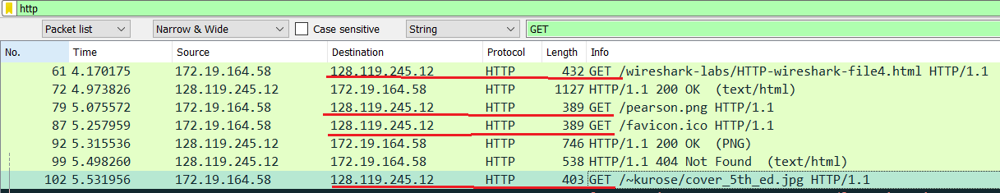 http
Packet list Narrow & Wide Case sensitive String GET
No. Time Source Destination Protocol Length Info
61 4.170175 172.19.164.58 128.119.245.12 HTTP 432 GET /wireshark-labs/HTTP-wireshark-file4.html HTTP/1.1
72 4.973826 128.119.245.12 172.19.164.58 HTTP 1127 HTTP/1.1 200 OK (text/html)
79 5.075572 172.19.164.58 128.119.245.12 HTTP 389 GET /pearson.png HTTP/1.1
87 5.257959 172.19.164.58 128.119.245.12 HTTP 389 GET /favicon.ico HTTP/1.1
92 5.315536 128.119.245.12 172.19.164.58 HTTP 746 HTTP/1.1 200 OK (PNG)
99 5.498260 128.119.245.12 172.19.164.58 HTTP 538 HTTP/1.1 404 Not Found (text/html)
102 5.531956 172.19.164.58 128.119.245.12 HTTP 403 GET /~kurose/cover_5th_ed.jpg HTTP/1.1